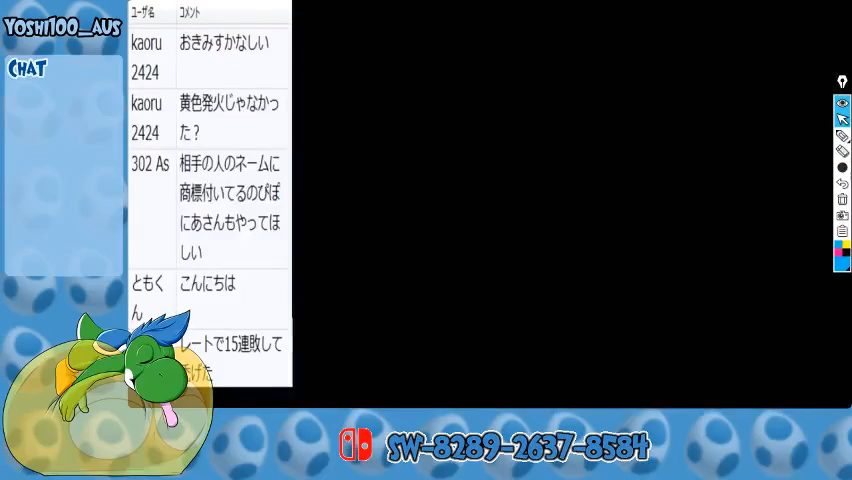 YOSHI100_AUS
CHAT
ユーザ名 コメント
kaoru 2424 おきみすかなしい
kaoru 2424 黄色発火じゃなかった？
302 As 相手の人のネームに
商標付いてるのぴぽ
にあさんもやってほ
しい
ともくん こんにちは
レートで15連敗して
げた
SW-8289-2637-8584